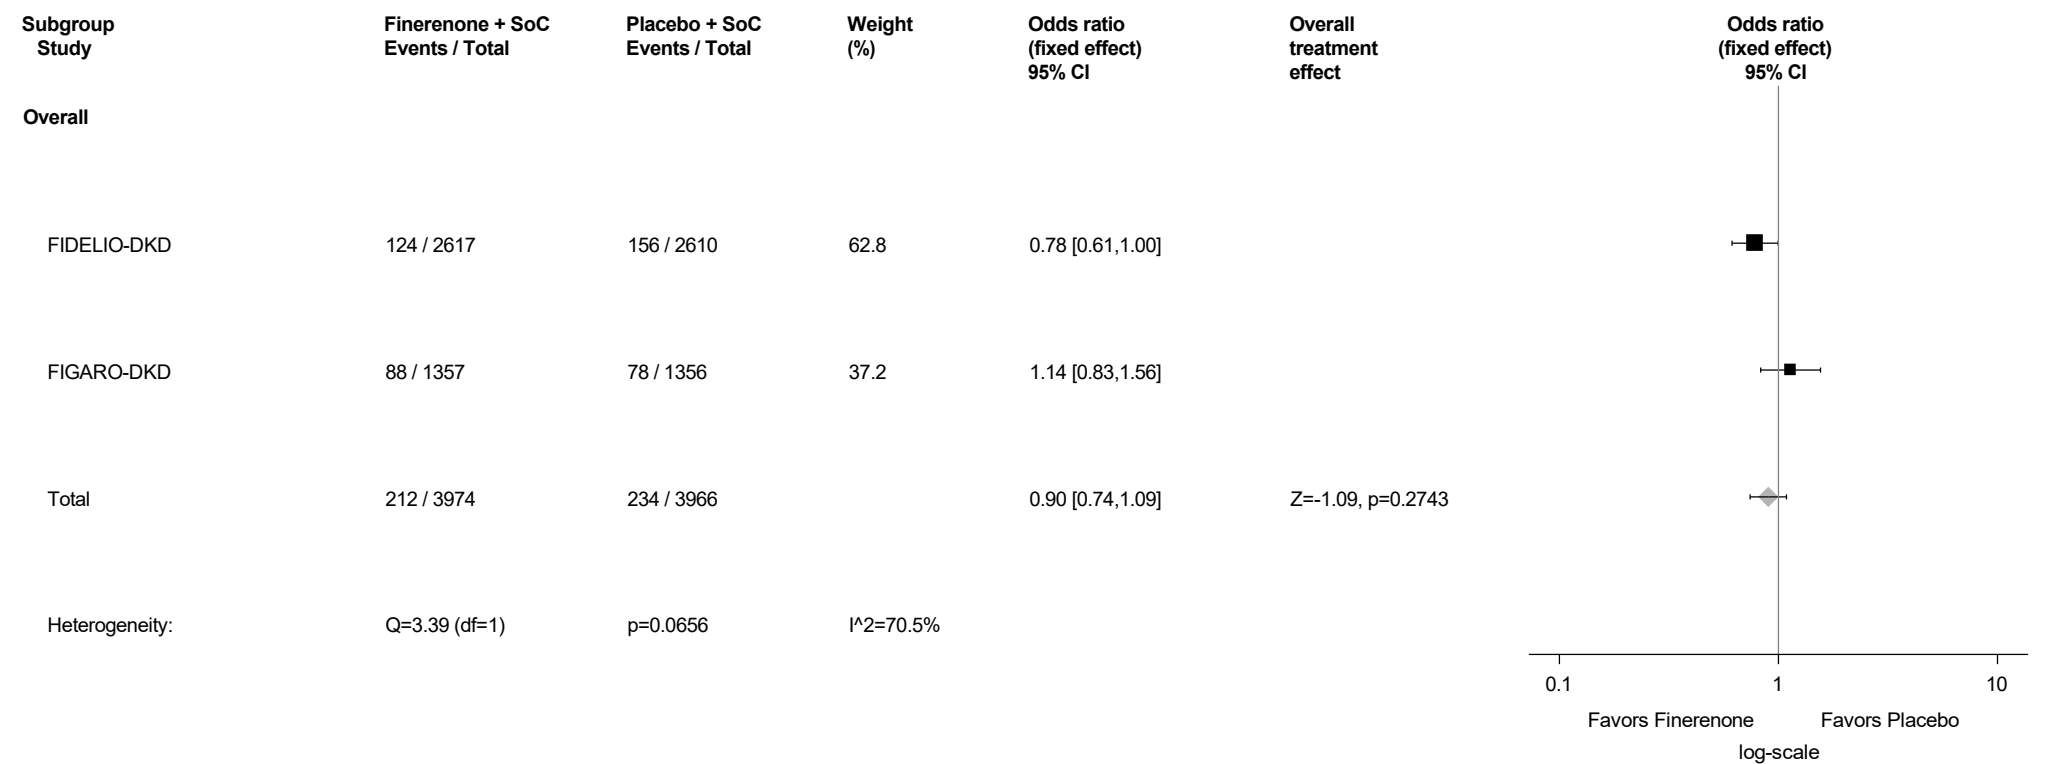 Subgroup Finerenone + SoC Placebo + SoC Weight Odds ratio Overall Odds ratio
Study Events / Total Events / Total (%) (fixed effect) treatment (fixed effect)
95% CI effect 95% CI
Overall
FIDELIO-DKD 124 / 2617 156 / 2610 62.8 0.78 [0.61,1.00]
FIGARO-DKD 88 / 1357 78 / 1356 37.2 1.14 [0.83,1.56]
Total 212 / 3974 234 / 3966 0.90 [0.74,1.09] Z=-1.09, p=0.2743
Heterogeneity: Q=3.39 (df=1) p=0.0656 I^2=70.5%
0.1 1 10
Favors Finerenone Favors Placebo
log-scale